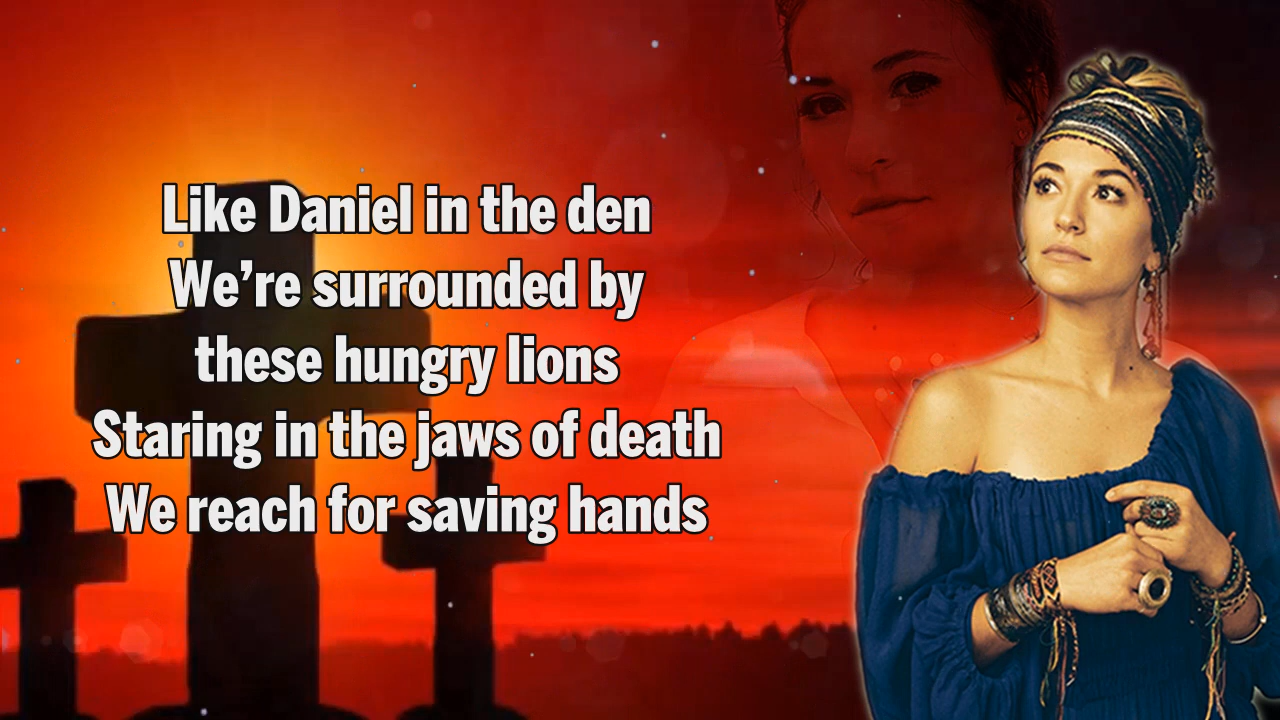 Like Daniel in the den
We’re surrounded by
these hungry lions
Staring in the jaws of death
We reach for saving hands